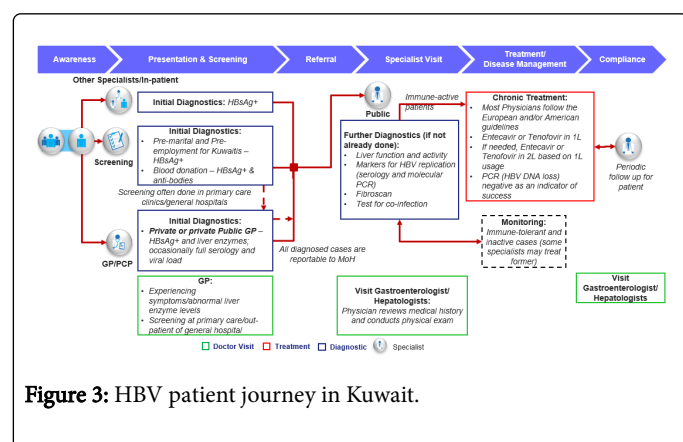 Awareness
Presentation & Screening
Referral
Specialist Visit
Treatment/
Disease Management
Compliance
Other Specialists/In-patient
Initial Diagnostics: HBsAg+
Screening
Initial Diagnostics:
• Pre-marital and Pre-
employment for Kuwaitis –
HBsAg+
• Blood donation – HBsAg+ &
anti-bodies
Screening often done in primary care
clinics/general hospitals
GP/PCP
Initial Diagnostics:
• Private or private Public GP –
HBsAg+ and liver enzymes;
occasionally full serology and
viral load
All diagnosed cases are
reportable to MoH
GP:
• Experiencing
symptoms/abnormal liver
enzyme levels
• Screening at primary care/out-
patient of general hospital
Public
Immune-active
patients
Further Diagnostics (if not
already done):
• Liver function and activity
• Markers for HBV replication
(serology and molecular
PCR)
• Fibroscan
• Test for co-infection
Visit Gastroenterologist/
Hepatologists:
Physician reviews medical history
and conducts physical exam
Chronic Treatment:
• Most Physicians follow the
European and/or American
guidelines
• Entecavir or Tenofovir in 1L
• If needed, Entecavir or
Tenofovir in 2L based on 1L
usage
• PCR (HBV DNA loss)
negative as an indicator of
success
Monitoring:
Immune-tolerant and
inactive cases (some
specialists may treat
former)
Periodic
follow up for
patient
Visit
Gastroenterologist/
Hepatologists
Doctor Visit
Treatment
Diagnostic
Specialist
Figure 3: HBV patient journey in Kuwait.